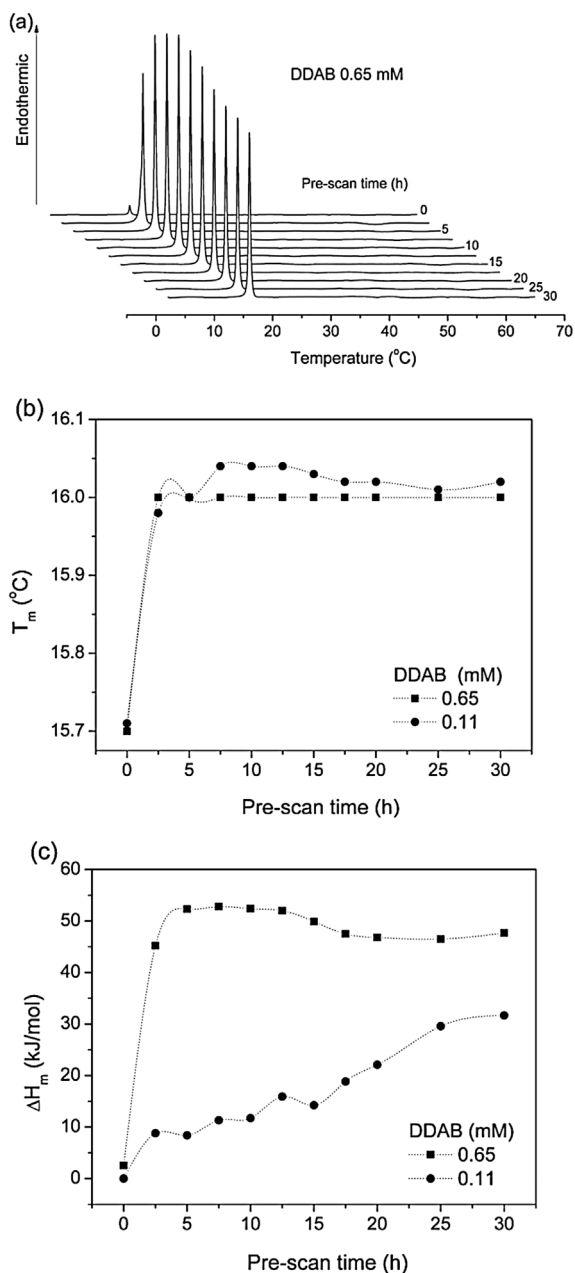 (a)
Endothermic
DDAB 0.65 mM
Pre-scan time (h)
0
5
10
15
20
25
30
0 10 20 30 40 50 60 70
Temperature (°C)
(b)
16.1
16.0
15.9
15.8
15.7
Tm (°C)
DDAB (mM)
0.65
0.11
0 5 10 15 20 25 30
Pre-scan time (h)
(c)
60
50
40
30
20
10
0
ΔHm (kJ/mol)
DDAB (mM)
0.65
0.11
0 5 10 15 20 25 30
Pre-scan time (h)